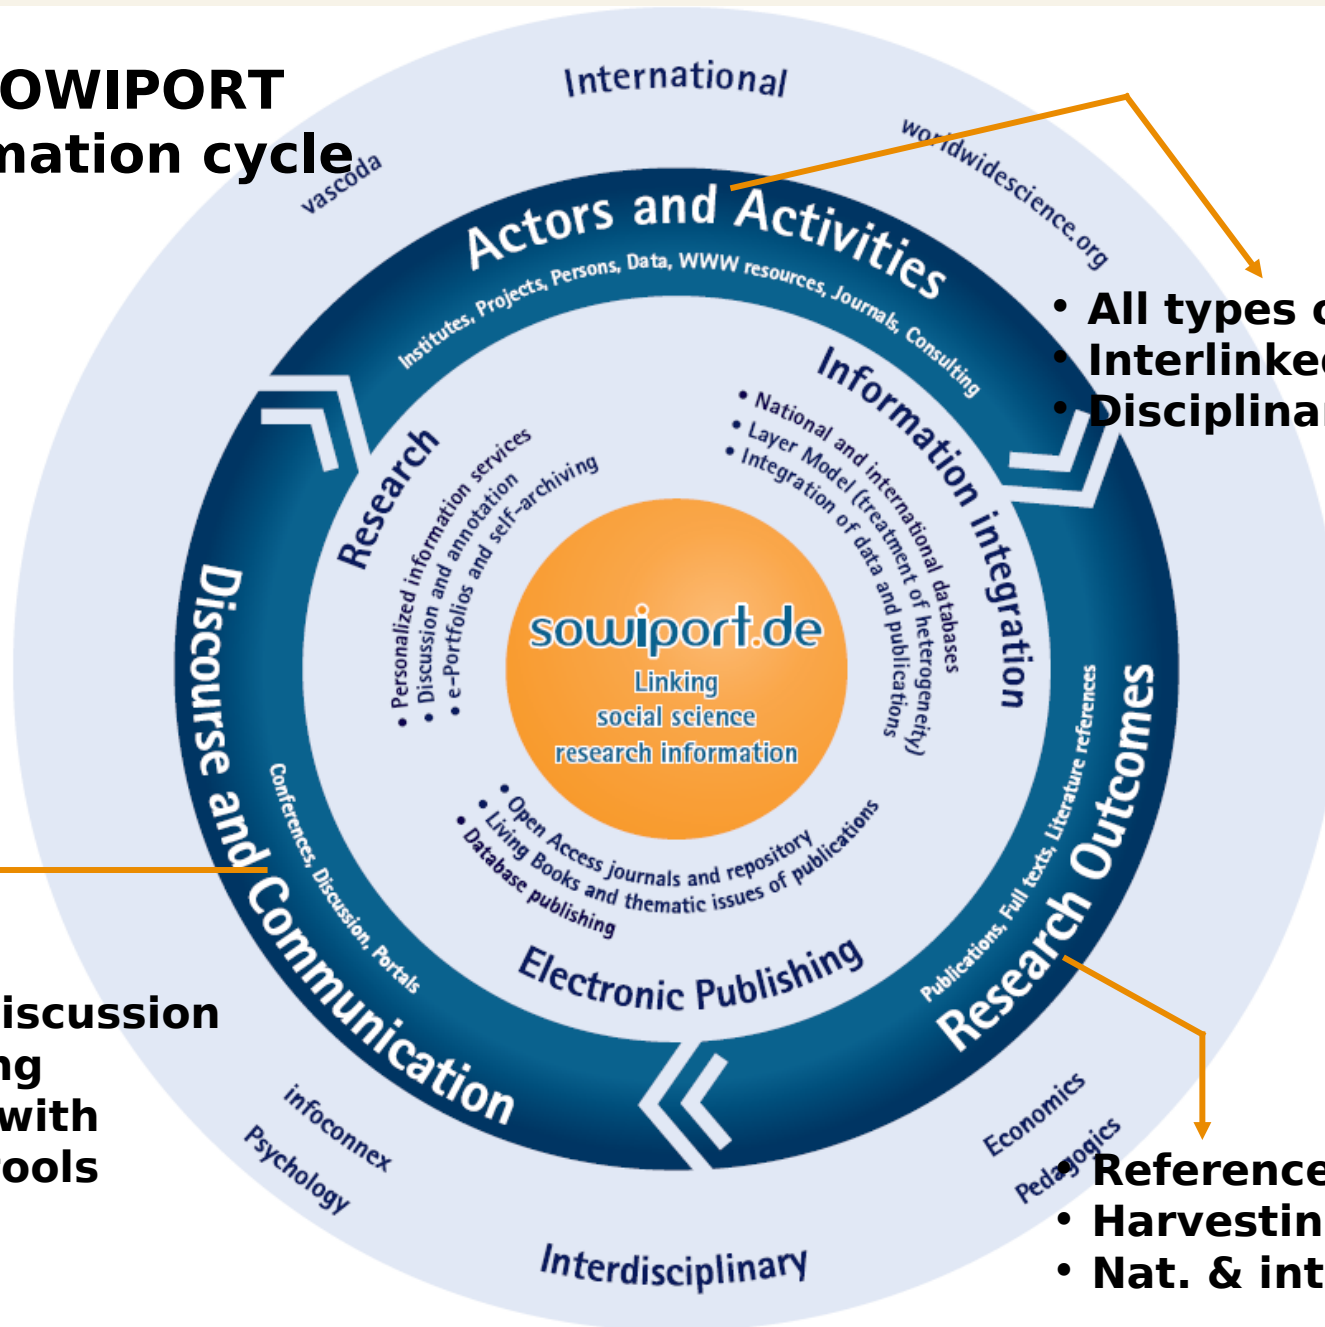 OWIPORT
mation cycle
International
vascoda
worldwidescience.org
Actors and Activities
Institutes, Projects, Persons, Data, WWW resources, Journals, Consulting
• All types
• Interlinke
• Disciplina
Information integration
• National and international databases
• Layer Model (treatment of heterogeneity)
• Integration of data and publications
Research
• Personalized information services
• Discussion and annotation
• e-Portfolios and self-archiving
sowiport.de
Linking
social science
research information
Discourse and Communication
Conferences, Discussion, Portals
Research Outcomes
Publications, Full texts, Literature references
• Open Access journals and repository
• Living Books and thematic issues of publications
• Database publishing
Electronic Publishing
iscussion
ng
with
ools
infoconnex
Psychology
Economics
Pedagogics
• Reference
• Harvestin
• Nat. & int
Interdisciplinary